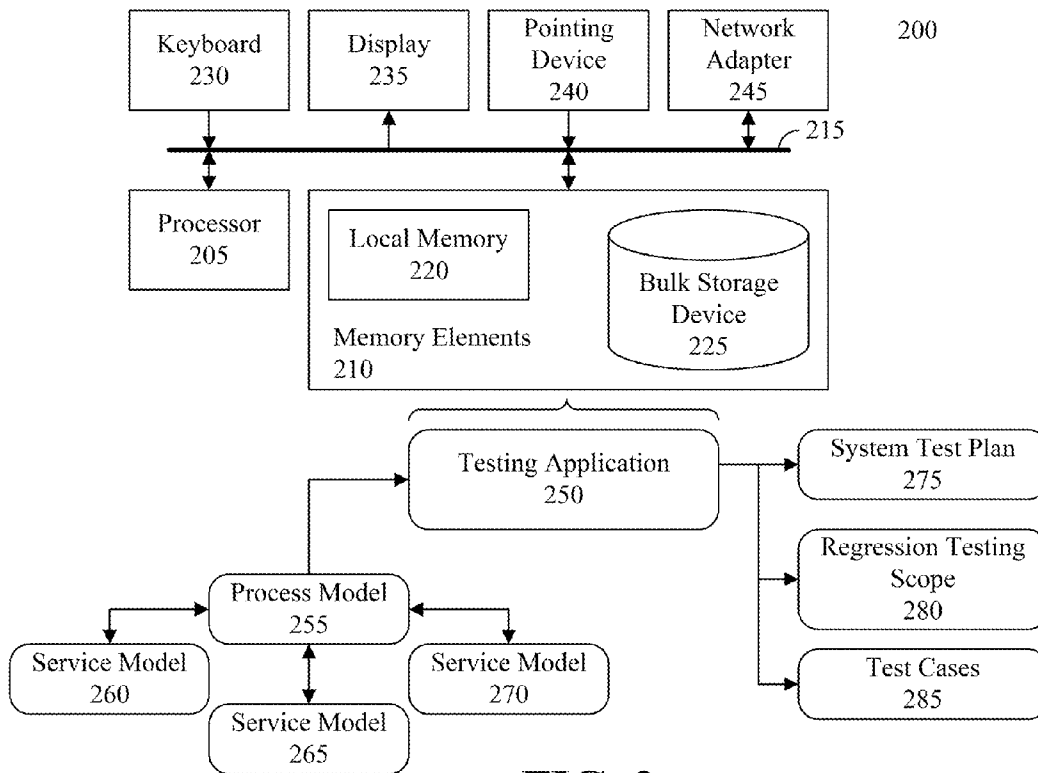 Keyboard
230
Display
235
Pointing
Device
240
Network
Adapter
245
200
215
Processor
205
Local Memory
220
Bulk Storage
Device
225
Memory Elements
210
Testing Application
250
System Test Plan
275
Regression Testing
Scope
280
Test Cases
285
Process Model
255
Service Model
260
Service Model
265
Service Model
270